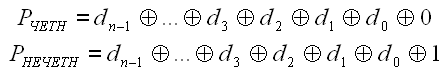 P_ЧЕТН = d_{n-1} ⊕ ... ⊕ d_3 ⊕ d_2 ⊕ d_1 ⊕ d_0 ⊕ 0
P_НЕЧЕТН = d_{n-1} ⊕ ... ⊕ d_3 ⊕ d_2 ⊕ d_1 ⊕ d_0 ⊕ 1